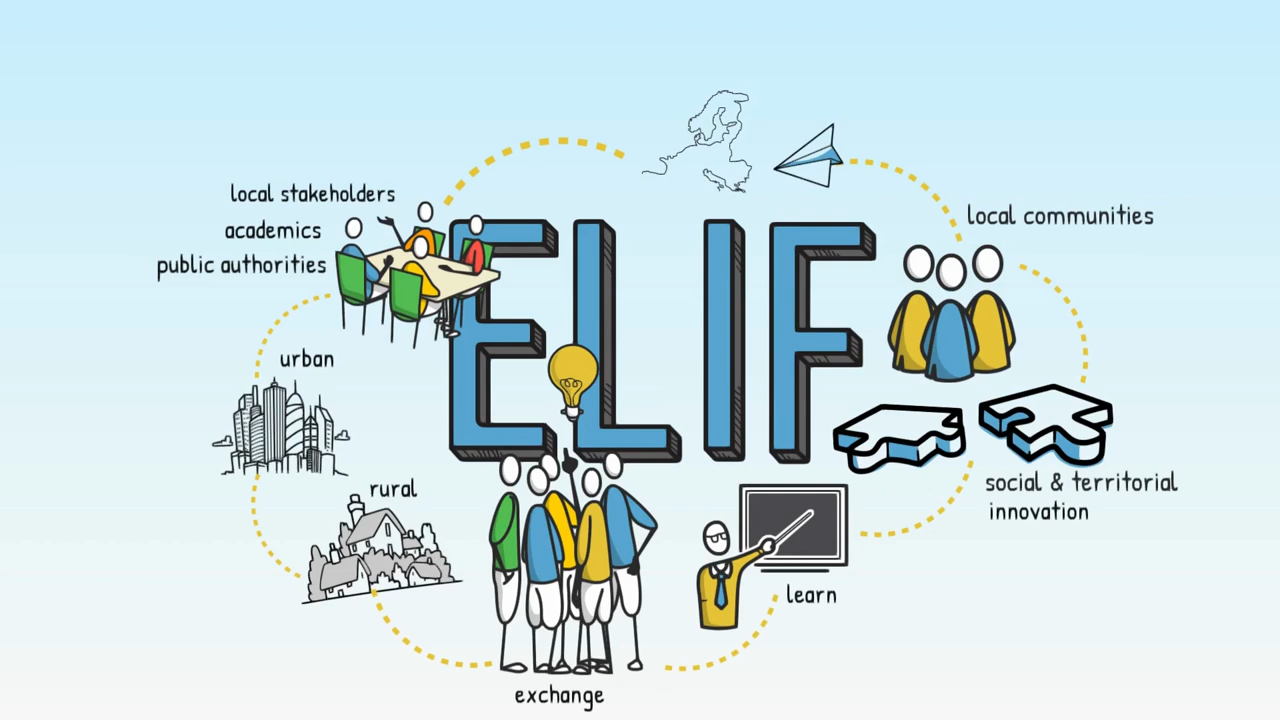 local stakeholders
academics
public authorities
ELIF
local communities
urban
rural
social & territorial
innovation
learn
exchange